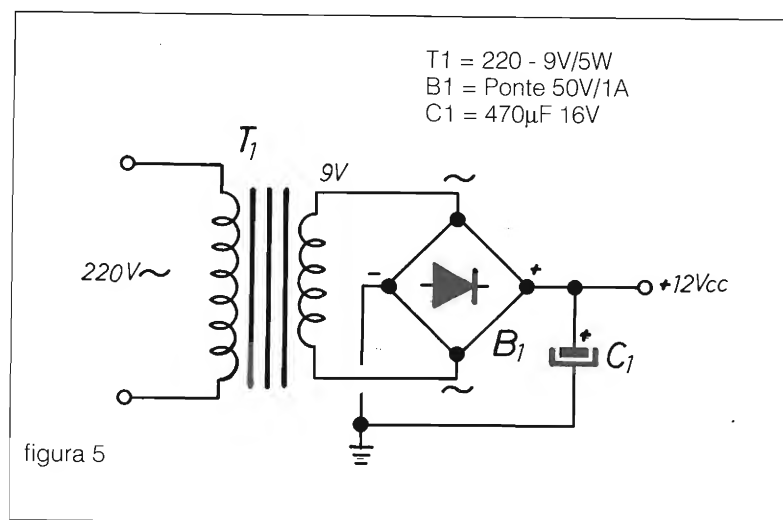 T1 = 220 - 9V/5W
B1 = Ponte 50V/1A
C1 = 470µF 16V
T1
9V
~
220V~
-
+
+12Vcc
B1
+
C1
~
figura 5